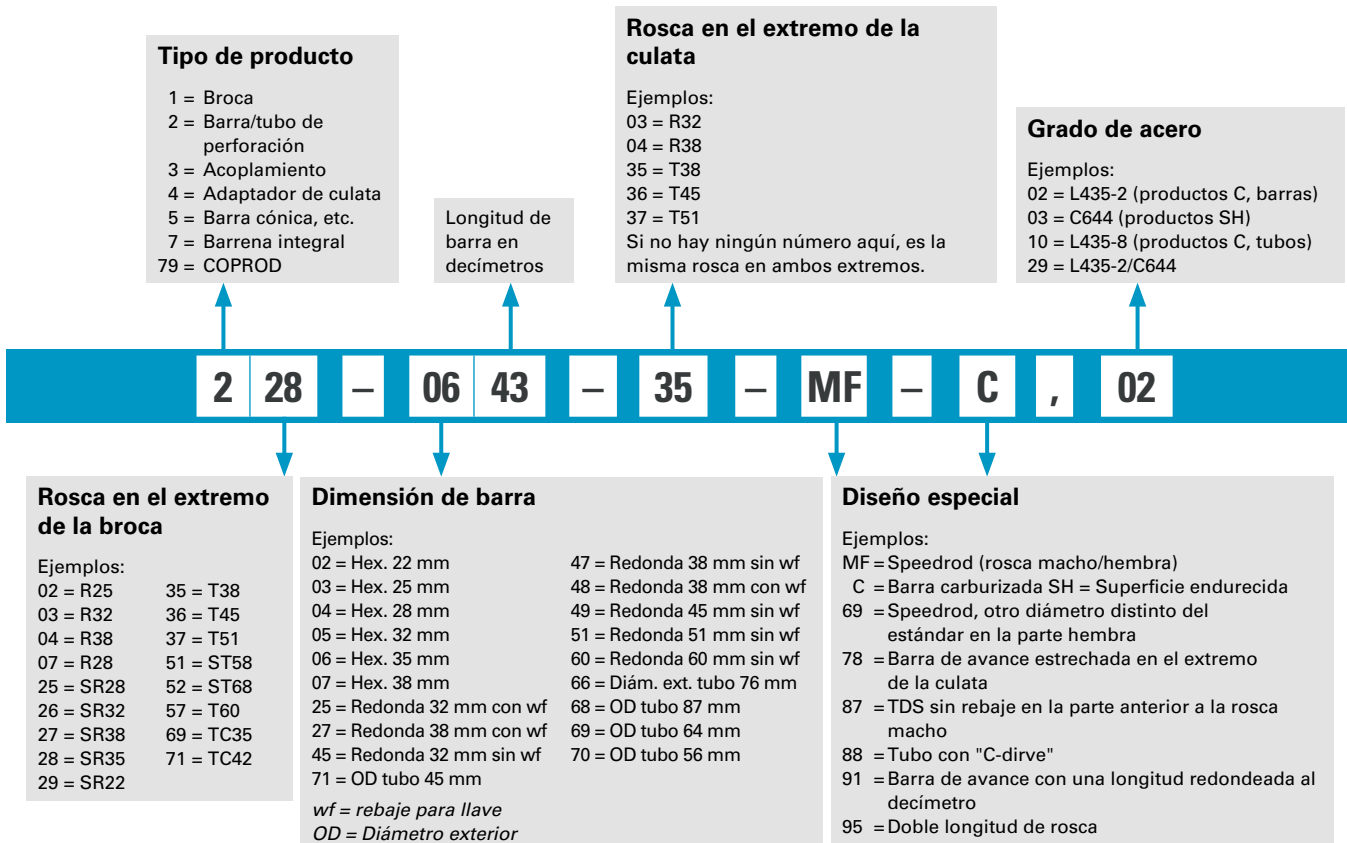 Tipo de producto
1 = Broca
2 = Barra/tubo de
perforación
3 = Acoplamiento
4 = Adaptador de culata
5 = Barra cónica, etc.
7 = Barrena integral
79 = COPROD
Longitud de
barra en
decímetros
Rosca en el extremo de la
culata
Ejemplos:
03 = R32
04 = R38
35 = T38
36 = T45
37 = T51
Si no hay ningún número aquí, es la
misma rosca en ambos extremos.
Grado de acero
Ejemplos:
02 = L435-2 (productos C, barras)
03 = C644 (productos SH)
10 = L435-8 (productos C, tubos)
29 = L435-2/C644
2 28 – 06 43 – 35 – MF – C , 02
Rosca en el extremo
de la broca
Ejemplos:
02 = R25
03 = R32
04 = R38
07 = R28
25 = SR28
26 = SR32
27 = SR38
28 = SR35
29 = SR22
35 = T38
36 = T45
37 = T51
51 = ST58
52 = ST68
57 = T60
69 = TC35
71 = TC42
Dimensión de barra
Ejemplos:
02 = Hex. 22 mm
03 = Hex. 25 mm
04 = Hex. 28 mm
05 = Hex. 32 mm
06 = Hex. 35 mm
07 = Hex. 38 mm
25 = Redonda 32 mm con wf
27 = Redonda 38 mm con wf
45 = Redonda 32 mm sin wf
71 = OD tubo 45 mm
47 = Redonda 38 mm sin wf
48 = Redonda 38 mm con wf
49 = Redonda 45 mm sin wf
51 = Redonda 51 mm sin wf
60 = Redonda 60 mm sin wf
66 = Diám. ext. tubo 76 mm
68 = OD tubo 87 mm
69 = OD tubo 64 mm
70 = OD tubo 56 mm
wf = rebaje para llave
OD = Diámetro exterior
Diseño especial
Ejemplos:
MF = Speedrod (rosca macho/hembra)
C = Barra carburizada SH = Superficie endurecida
69 = Speedrod, otro diámetro distinto del
estándar en la parte hembra
78 = Barra de avance estrechada en el extremo
de la culata
87 = TDS sin rebaje en la parte anterior a la rosca
macho
88 = Tubo con "C-dirve"
91 = Barra de avance con una longitud redondeada al
decímetro
95 = Doble longitud de rosca